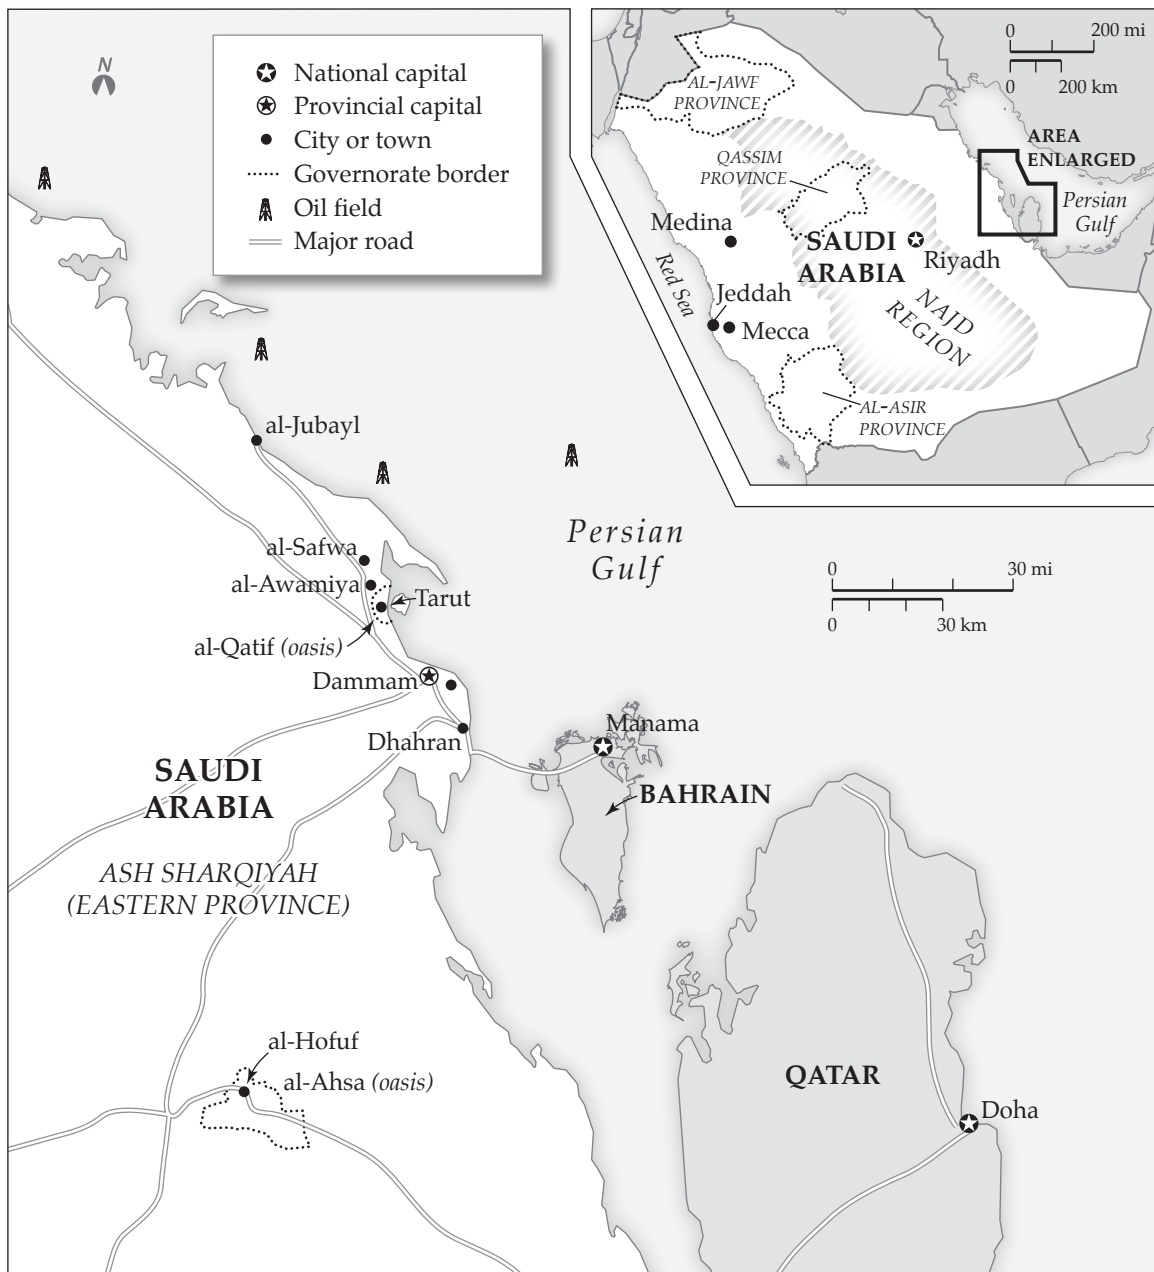 N
National capital
Provincial capital
City or town
Governorate border
Oil field
Major road
0 200 mi
0 200 km
AL-JAWF
PROVINCE
AREA
ENLARGED
QASSIM
PROVINCE
Persian
Gulf
Medina
SAUDI
ARABIA
Riyadh
Red Sea
Jeddah
Mecca
NAJD
REGION
AL-ASIR
PROVINCE
al-Jubayl
Persian
Gulf
al-Safwa
al-Awamiya
Tarut
0 30 mi
0 30 km
al-Qatif (oasis)
Dammam
Dhahran
Manama
SAUDI
ARABIA
BAHRAIN
ASH SHARQIYAH
(EASTERN PROVINCE)
al-Hofuf
al-Ahsa (oasis)
QATAR
Doha